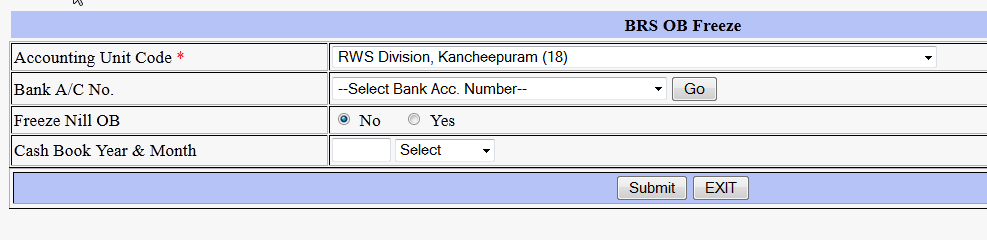 BRS OB Freeze
Accounting Unit Code * RWS Division, Kancheepuram (18)
Bank A/C No. --Select Bank Acc. Number-- Go
Freeze Nill OB No Yes
Cash Book Year & Month Select
Submit EXIT